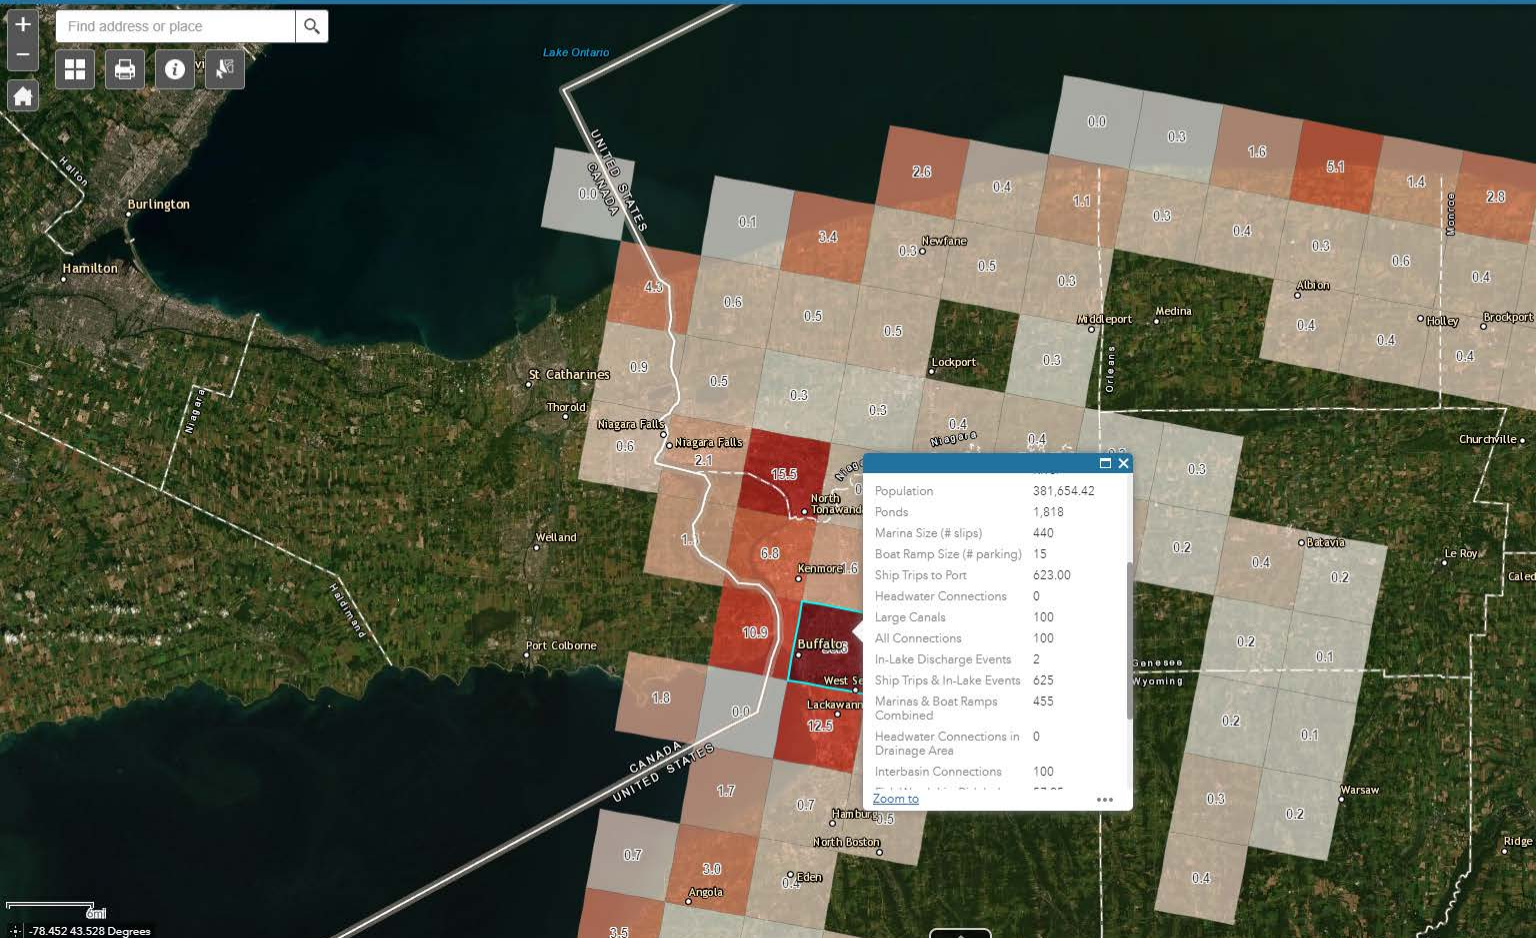 +
Find address or place
−
Lake Ontario
UNITED STATES
CANADA
Halton
Burlington
Hamilton
Niagara
St Catharines
Thorold
Niagara Falls
Niagara Falls
Welland
Haldimand
Port Colborne
CANADA
UNITED STATES
0.0
0.3
1.6
5.1
1.4
2.8
2.6
0.4
1.1
0.3
0.4
0.3
0.6
0.4
0.0
0.1
3.4
0.3
Newfane
0.5
0.3
Albion
Monroe
4.3
0.6
0.5
0.5
Middleport
Medina
0.4
0.4
0.4
Holley
Brockport
Orleans
0.9
0.5
0.3
0.3
Lockport
0.3
0.6
2.1
15.5
0.4
Niagara
0.4
0.3
Churchville
North
Tonawanda
6.8
Kenmore
1.6
10.9
Buffalo
Lackawann
12.5
0.2
0.4
Batavia
0.2
Le Roy
Caled
0.2
0.1
Genesee
Wyoming
0.2
0.1
0.3
0.2
Warsaw
0.4
Ridge
1.8
0.0
1.7
0.7
Hamburg
0.5
North Boston
0.7
3.0
0.4
Eden
Angola
3.5
Population 381,654.42
Ponds 1,818
Marina Size (# slips) 440
Boat Ramp Size (# parking) 15
Ship Trips to Port 623.00
Headwater Connections 0
Large Canals 100
All Connections 100
In-Lake Discharge Events 2
Ship Trips & In-Lake Events 625
Marinas & Boat Ramps
Combined 455
Headwater Connections in
Drainage Area 0
Interbasin Connections 100
Zoom to
6mi
-78.452 43.528 Degrees